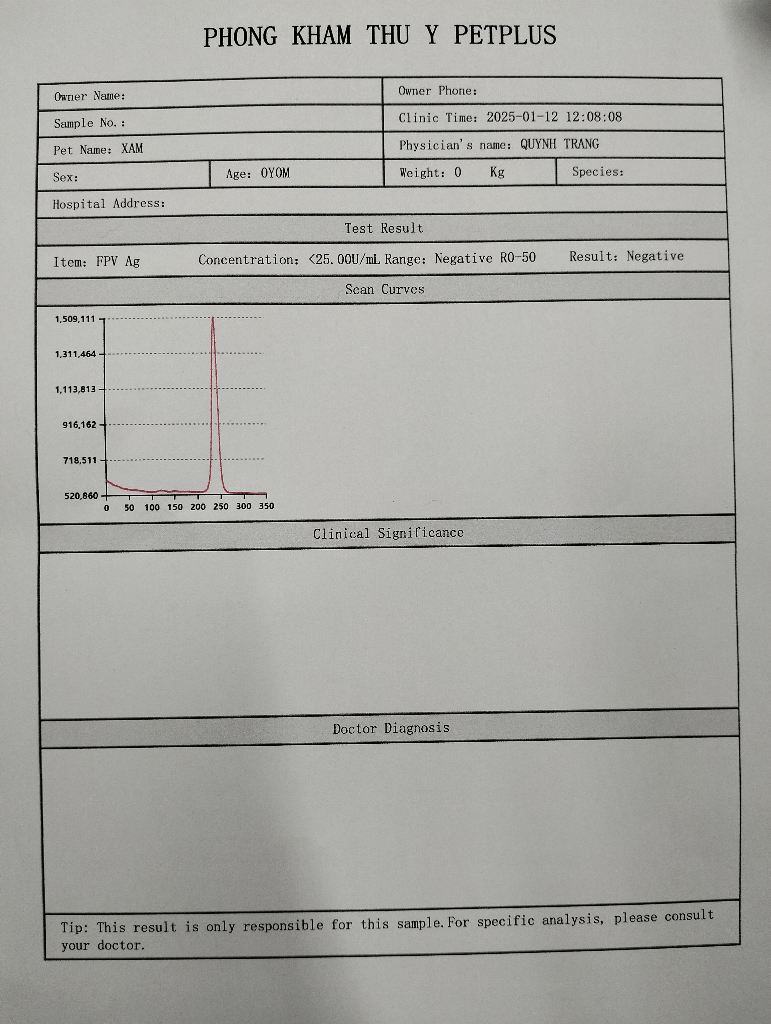 PHONG KHAM THU Y PETPLUS
Owner Name:
Owner Phone:
Sample No.:
Clinic Time: 2025-01-12 12:08:08
Pet Name: XAM
Physician's name: QUYNH TRANG
Sex:
Age: 0Y0M
Weight: 0 Kg
Species:
Hospital Address:
Test Result
Item: FPV Ag Concentration: <25.00U/mL Range: Negative R0-50 Result: Negative
Scan Curves
1,509,111
1,311,464
1,113,813
916,162
718,511
520,860
0 50 100 150 200 250 300 350
Clinical Significance
Doctor Diagnosis
Tip: This result is only responsible for this sample.For specific analysis, please consult
your doctor.